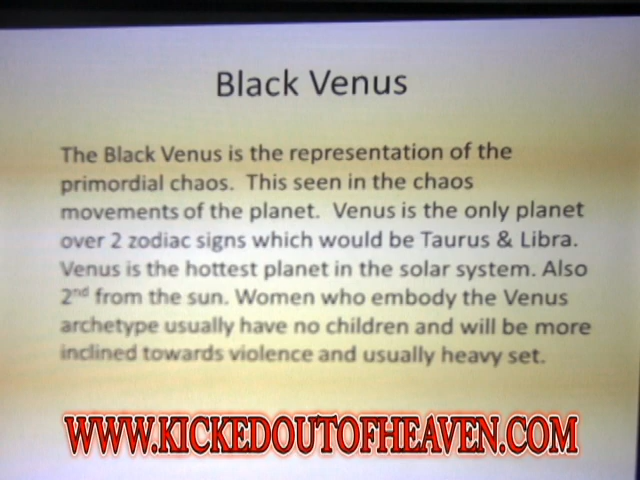 Black Venus
The Black Venus is the representation of the
primordial chaos.  This seen in the chaos
movements of the planet.  Venus is the only planet
over 2 zodiac signs which would be Taurus & Libra.
Venus is the hottest planet in the solar system. Also
2nd from the sun. Women who embody the Venus
archetype usually have no children and will be more
inclined towards violence and usually heavy set.
WWW.KICKEDOUTOFHEAVEN.COM